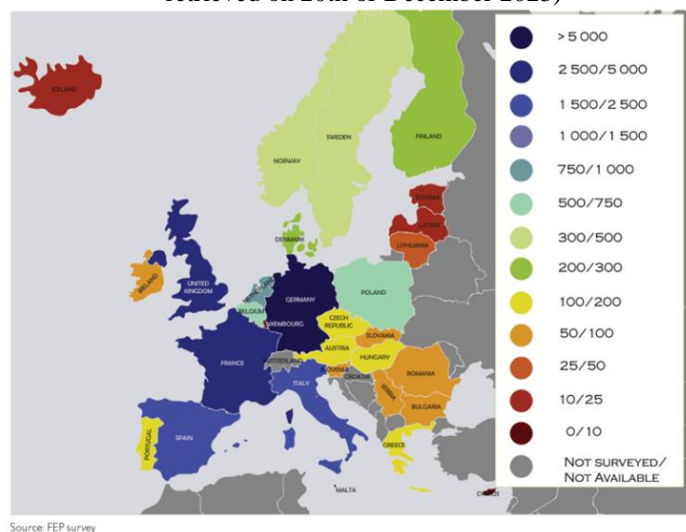 retrieved on 20th of December 2023)
ICELAND
NORWAY
SWEDEN
FINLAND
ESTONIA
LATVIA
LITHUANIA
DENMARK
IRELAND
UNITED
KINGDOM
NETHERLAND
BELGIUM
LUXEMBOURG
GERMANY
POLAND
CZECH
REPUBLIC
SLOVAKIA
AUSTRIA
HUNGARY
FRANCE
SWITZERLAND
SLOVENIA
CROATIA
ITALY
ROMANIA
SERBIA
BULGARIA
PORTUGAL
SPAIN
GREECE
MALTA
CYPRUS
> 5 000
2 500/5 000
1 500/2 500
1 000/1 500
750/1 000
500/750
300/500
200/300
100/200
50/100
25/50
10/25
0/10
NOT SURVEYED/
NOT AVAILABLE
Source: FEP survey